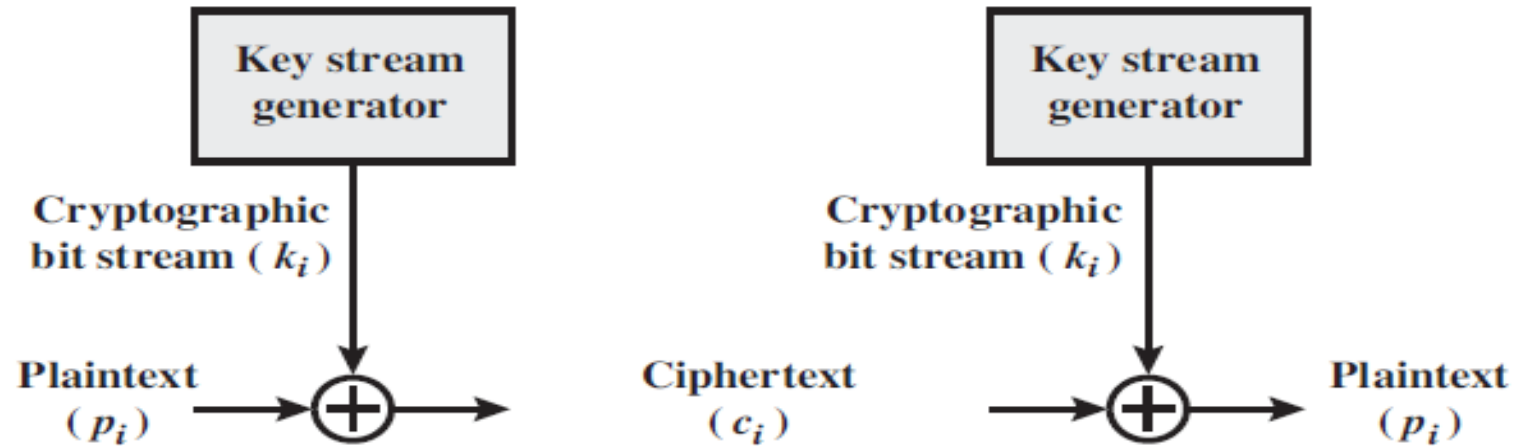 Key stream
generator
Key stream
generator
Cryptographic
bit stream ( kᵢ )
Cryptographic
bit stream ( kᵢ )
Plaintext
( pᵢ )
Ciphertext
( cᵢ )
Plaintext
( pᵢ )